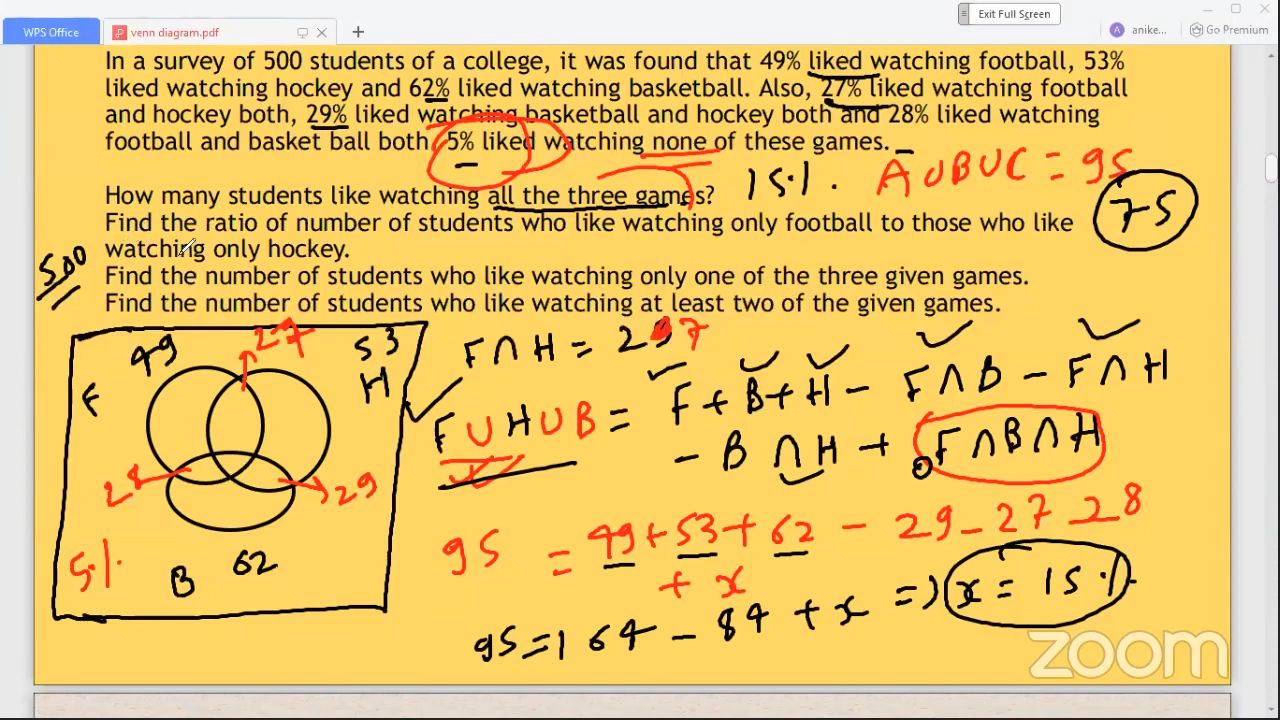 Exit Full Screen
WPS Office
venn diagram.pdf
anike...
Go Premium
In a survey of 500 students of a college, it was found that 49% liked watching football, 53%
liked watching hockey and 62% liked watching basketball. Also, 27% liked watching football
and hockey both, 29% liked watching basketball and hockey both and 28% liked watching
football and basket ball both. 5% liked watching none of these games.
How many students like watching all the three games?
15%.
A∪B∪C = 95
75
Find the ratio of number of students who like watching only football to those who like
watching only hockey.
500
Find the number of students who like watching only one of the three given games.
Find the number of students who like watching at least two of the given games.
49
27
53
F
H
28
29
5%
B
62
F∩H = 27
F∪H∪B = F+B+H- F∩B - F∩H
- B∩H + F∩B∩H
95 = 49+53+62 - 29-27-28
+ x
95=164 - 84 + x => x = 15%
zoom